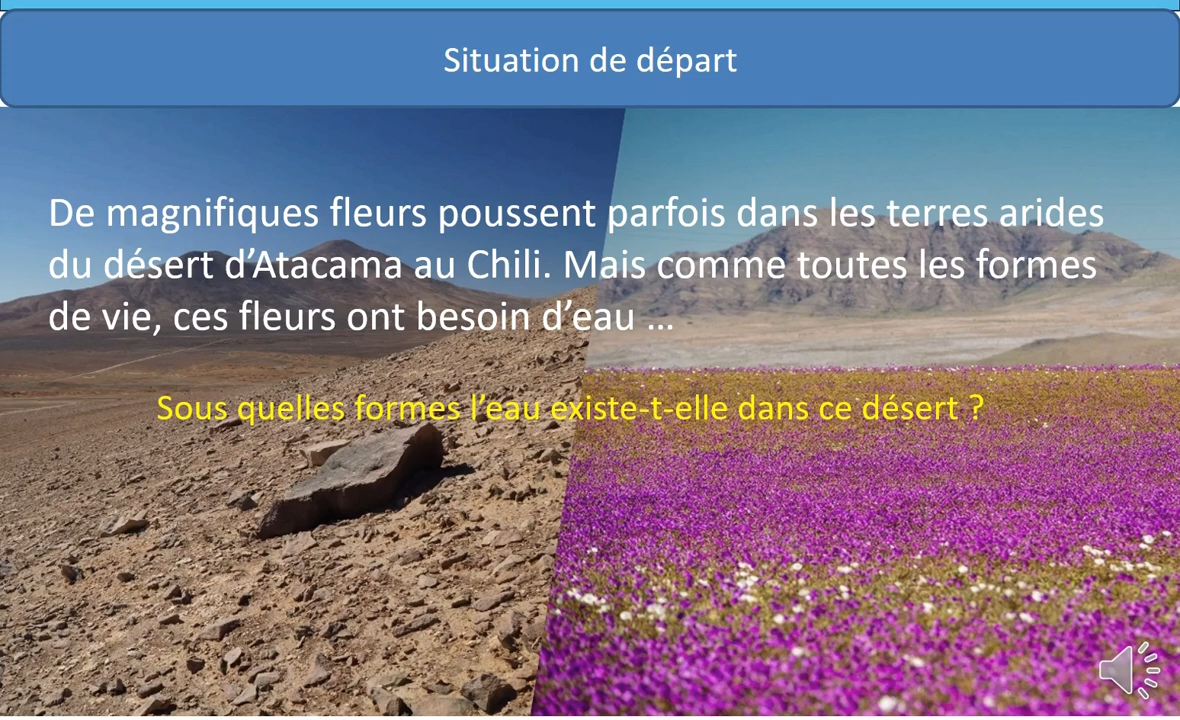 Situation de départ
De magnifiques fleurs poussent parfois dans les terres arides
du désert d’Atacama au Chili. Mais comme toutes les formes
de vie, ces fleurs ont besoin d’eau …
Sous quelles formes l’eau existe-t-elle dans ce désert ?